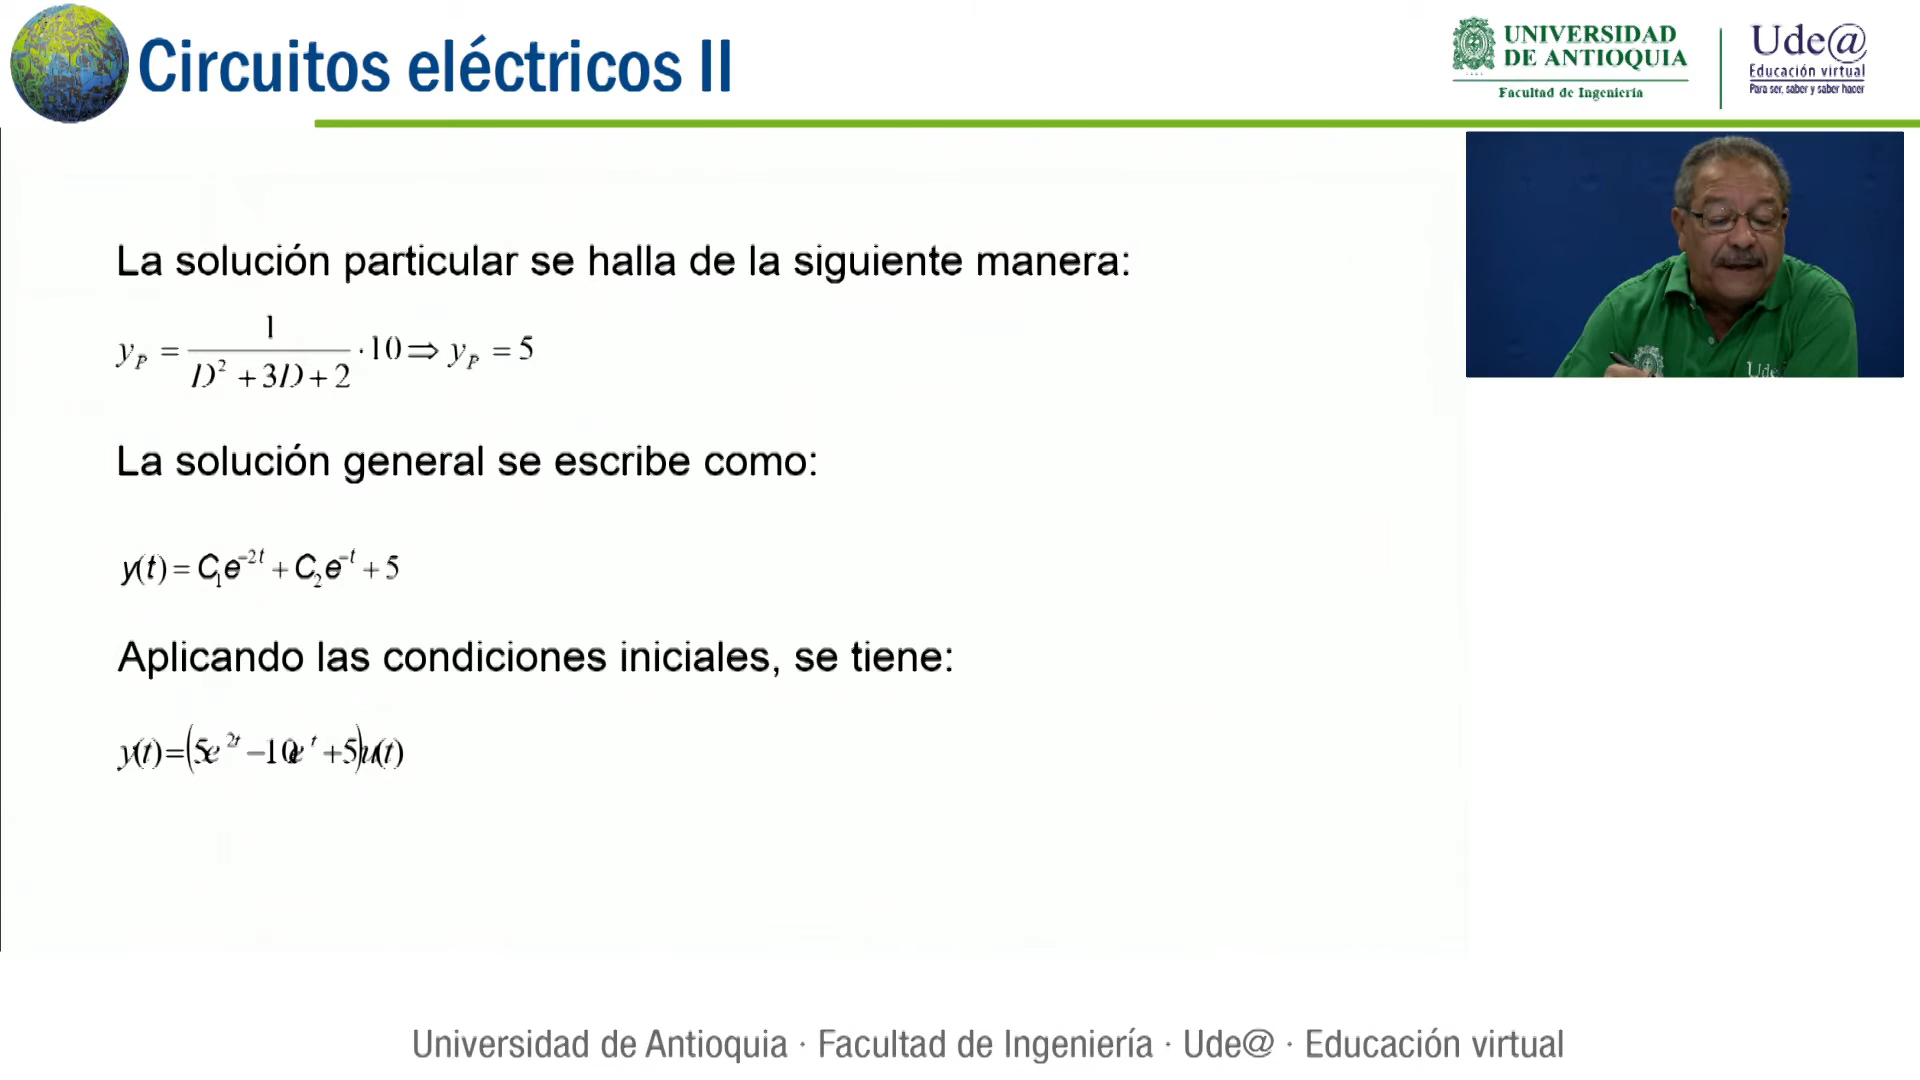 Circuitos eléctricos II
UNIVERSIDAD
DE ANTIOQUIA
Facultad de Ingeniería
Ude@
Educación virtual
Para ser, saber y saber hacer
La solución particular se halla de la siguiente manera:
y_P = 1/(D² + 3D + 2) · 10 ⇒ y_P = 5
La solución general se escribe como:
y(t) = C₁e^{-2t} + C₂e^{-t} + 5
Aplicando las condiciones iniciales, se tiene:
y(t)=(5e^{2t} −10e^{t} +5)u(t)
Ude
Universidad de Antioquia · Facultad de Ingeniería · Ude@ · Educación virtual